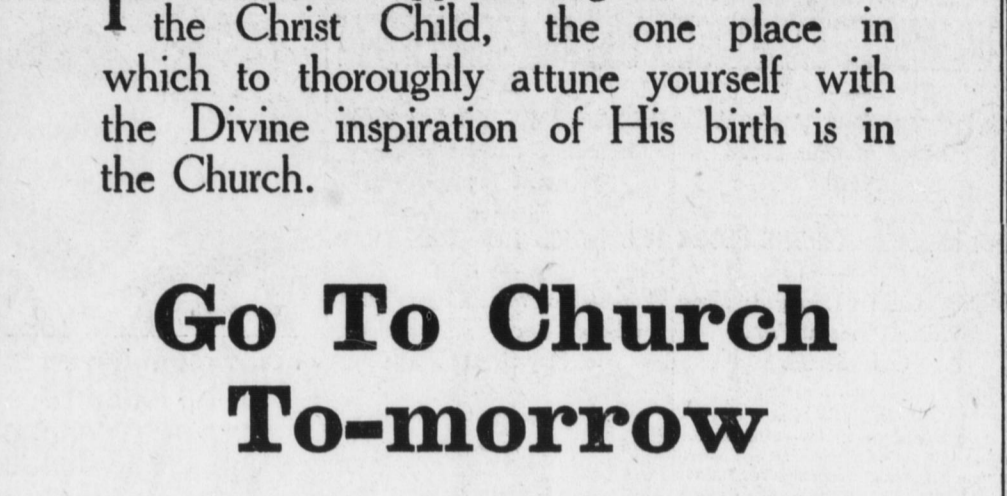 the Christ Child, the one place in
which to thoroughly attune yourself with
the Divine inspiration of His birth is in
the Church.
Go To Church
To-morrow